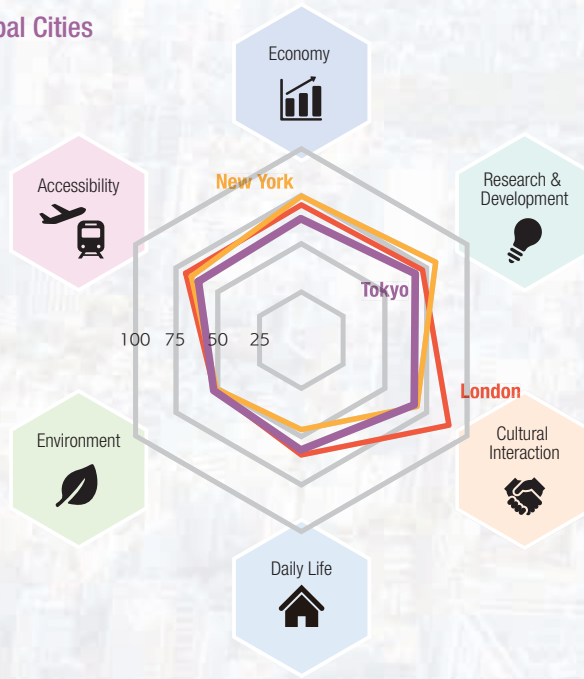 bal Cities
Economy
Accessibility
New York
Research &
Development
Tokyo
100 75 50 25
London
Environment
Cultural
Interaction
Daily Life